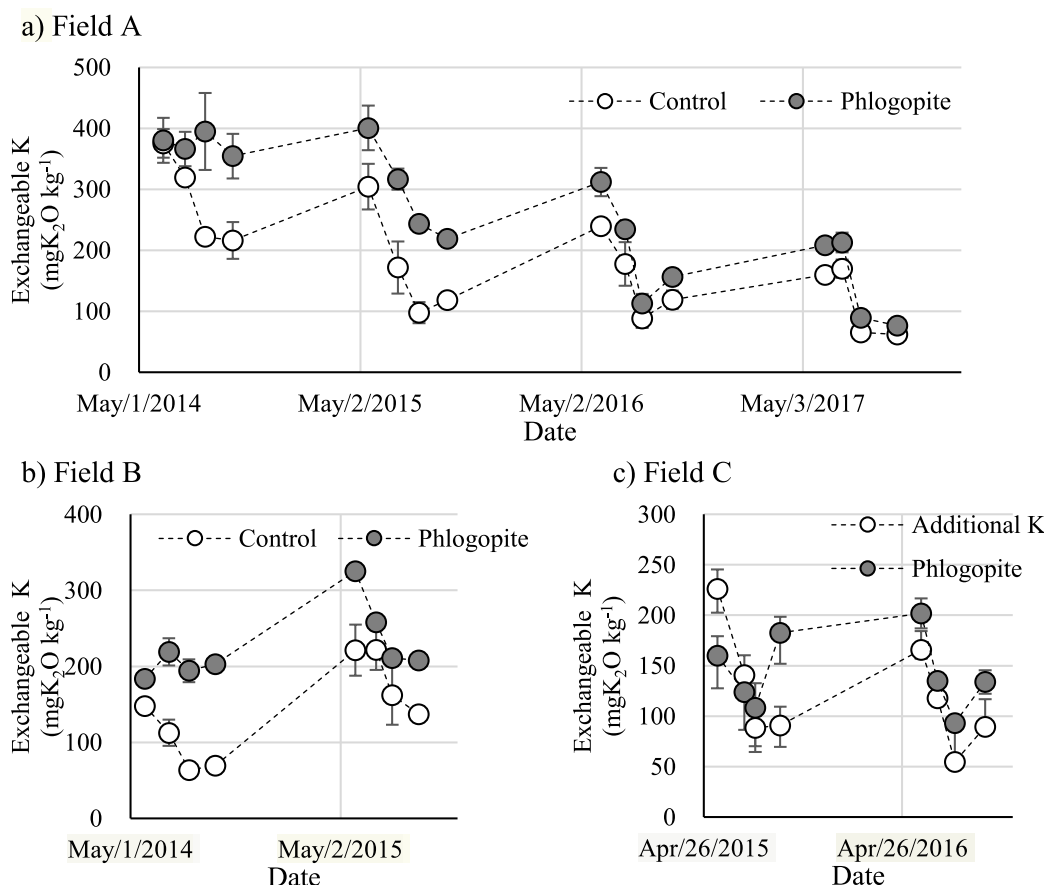 a) Field A
500
400
300
200
100
0
Exchangeable K
(mgK₂O kg⁻¹)
Control
Phlogopite
May/1/2014
May/2/2015
May/2/2016
May/3/2017
Date
b) Field B
400
300
200
100
0
Exchangeable K
(mgK₂O kg⁻¹)
Control
Phlogopite
May/1/2014
May/2/2015
Date
c) Field C
300
250
200
150
100
50
0
Exchangeable K
(mgK₂O kg⁻¹)
Additional K
Phlogopite
Apr/26/2015
Apr/26/2016
Date